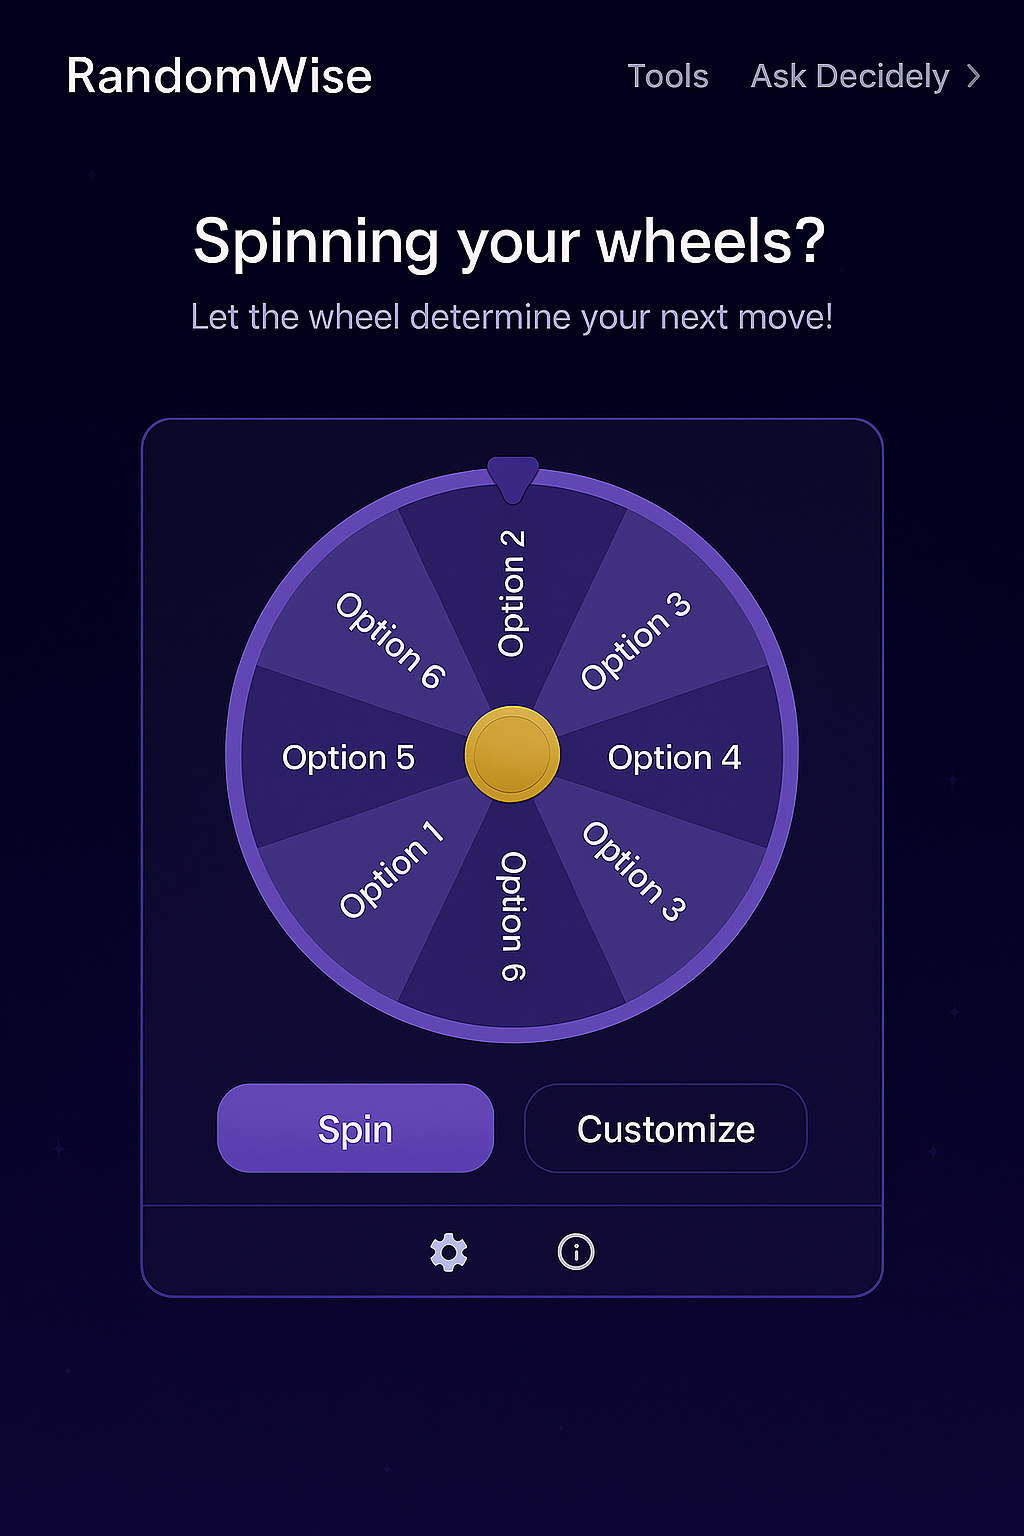 RandomWise
Tools
Ask Decidely
Spinning your wheels?
Let the wheel determine your next move!
Option 2
Option 3
Option 4
Option 3
Option 6
Option 1
Option 5
Option 6
Spin
Customize